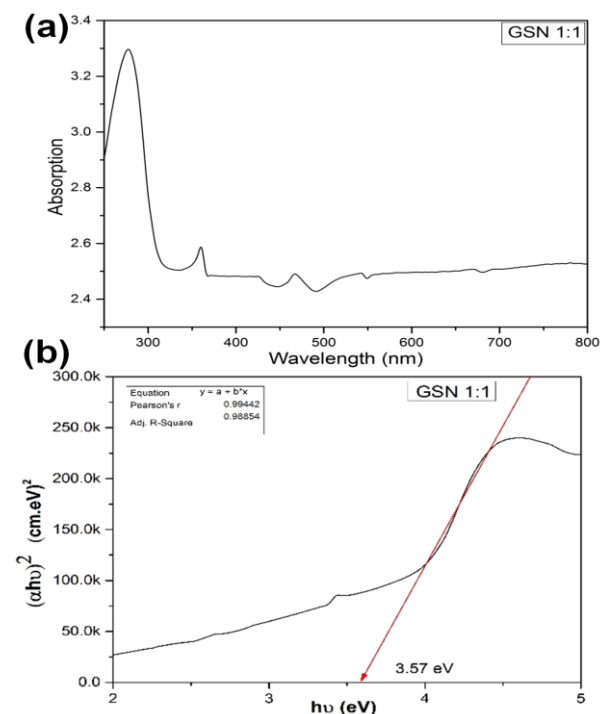 (a)
GSN 1:1
3.4
3.2
3.0
2.8
2.6
2.4
Absorption
300 400 500 600 700 800
Wavelength (nm)
(b)
300.0k
250.0k
200.0k
150.0k
100.0k
50.0k
0.0
(αhυ)² (cm.eV)²
GSN 1:1
Equation y = a + b*x
Pearson's r 0.99442
Adj. R-Square 0.98854
3.57 eV
2 3 4 5
hυ (eV)